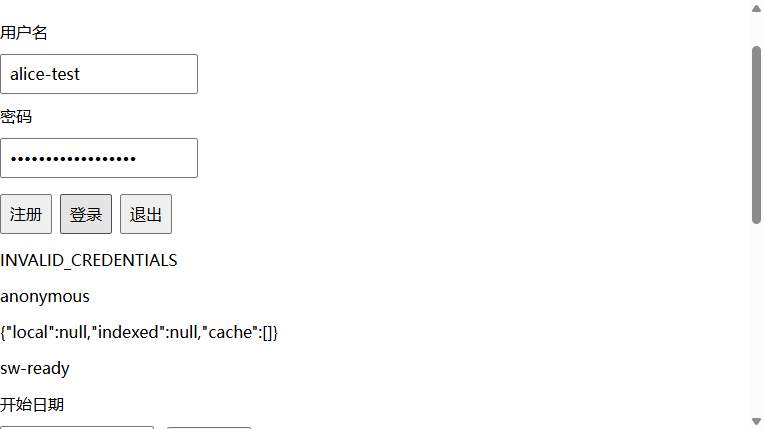 用户名
alice-test
密码
••••••••••••••••••
注册 登录 退出
INVALID_CREDENTIALS
anonymous
{"local":null,"indexed":null,"cache":[]}
sw-ready
开始日期